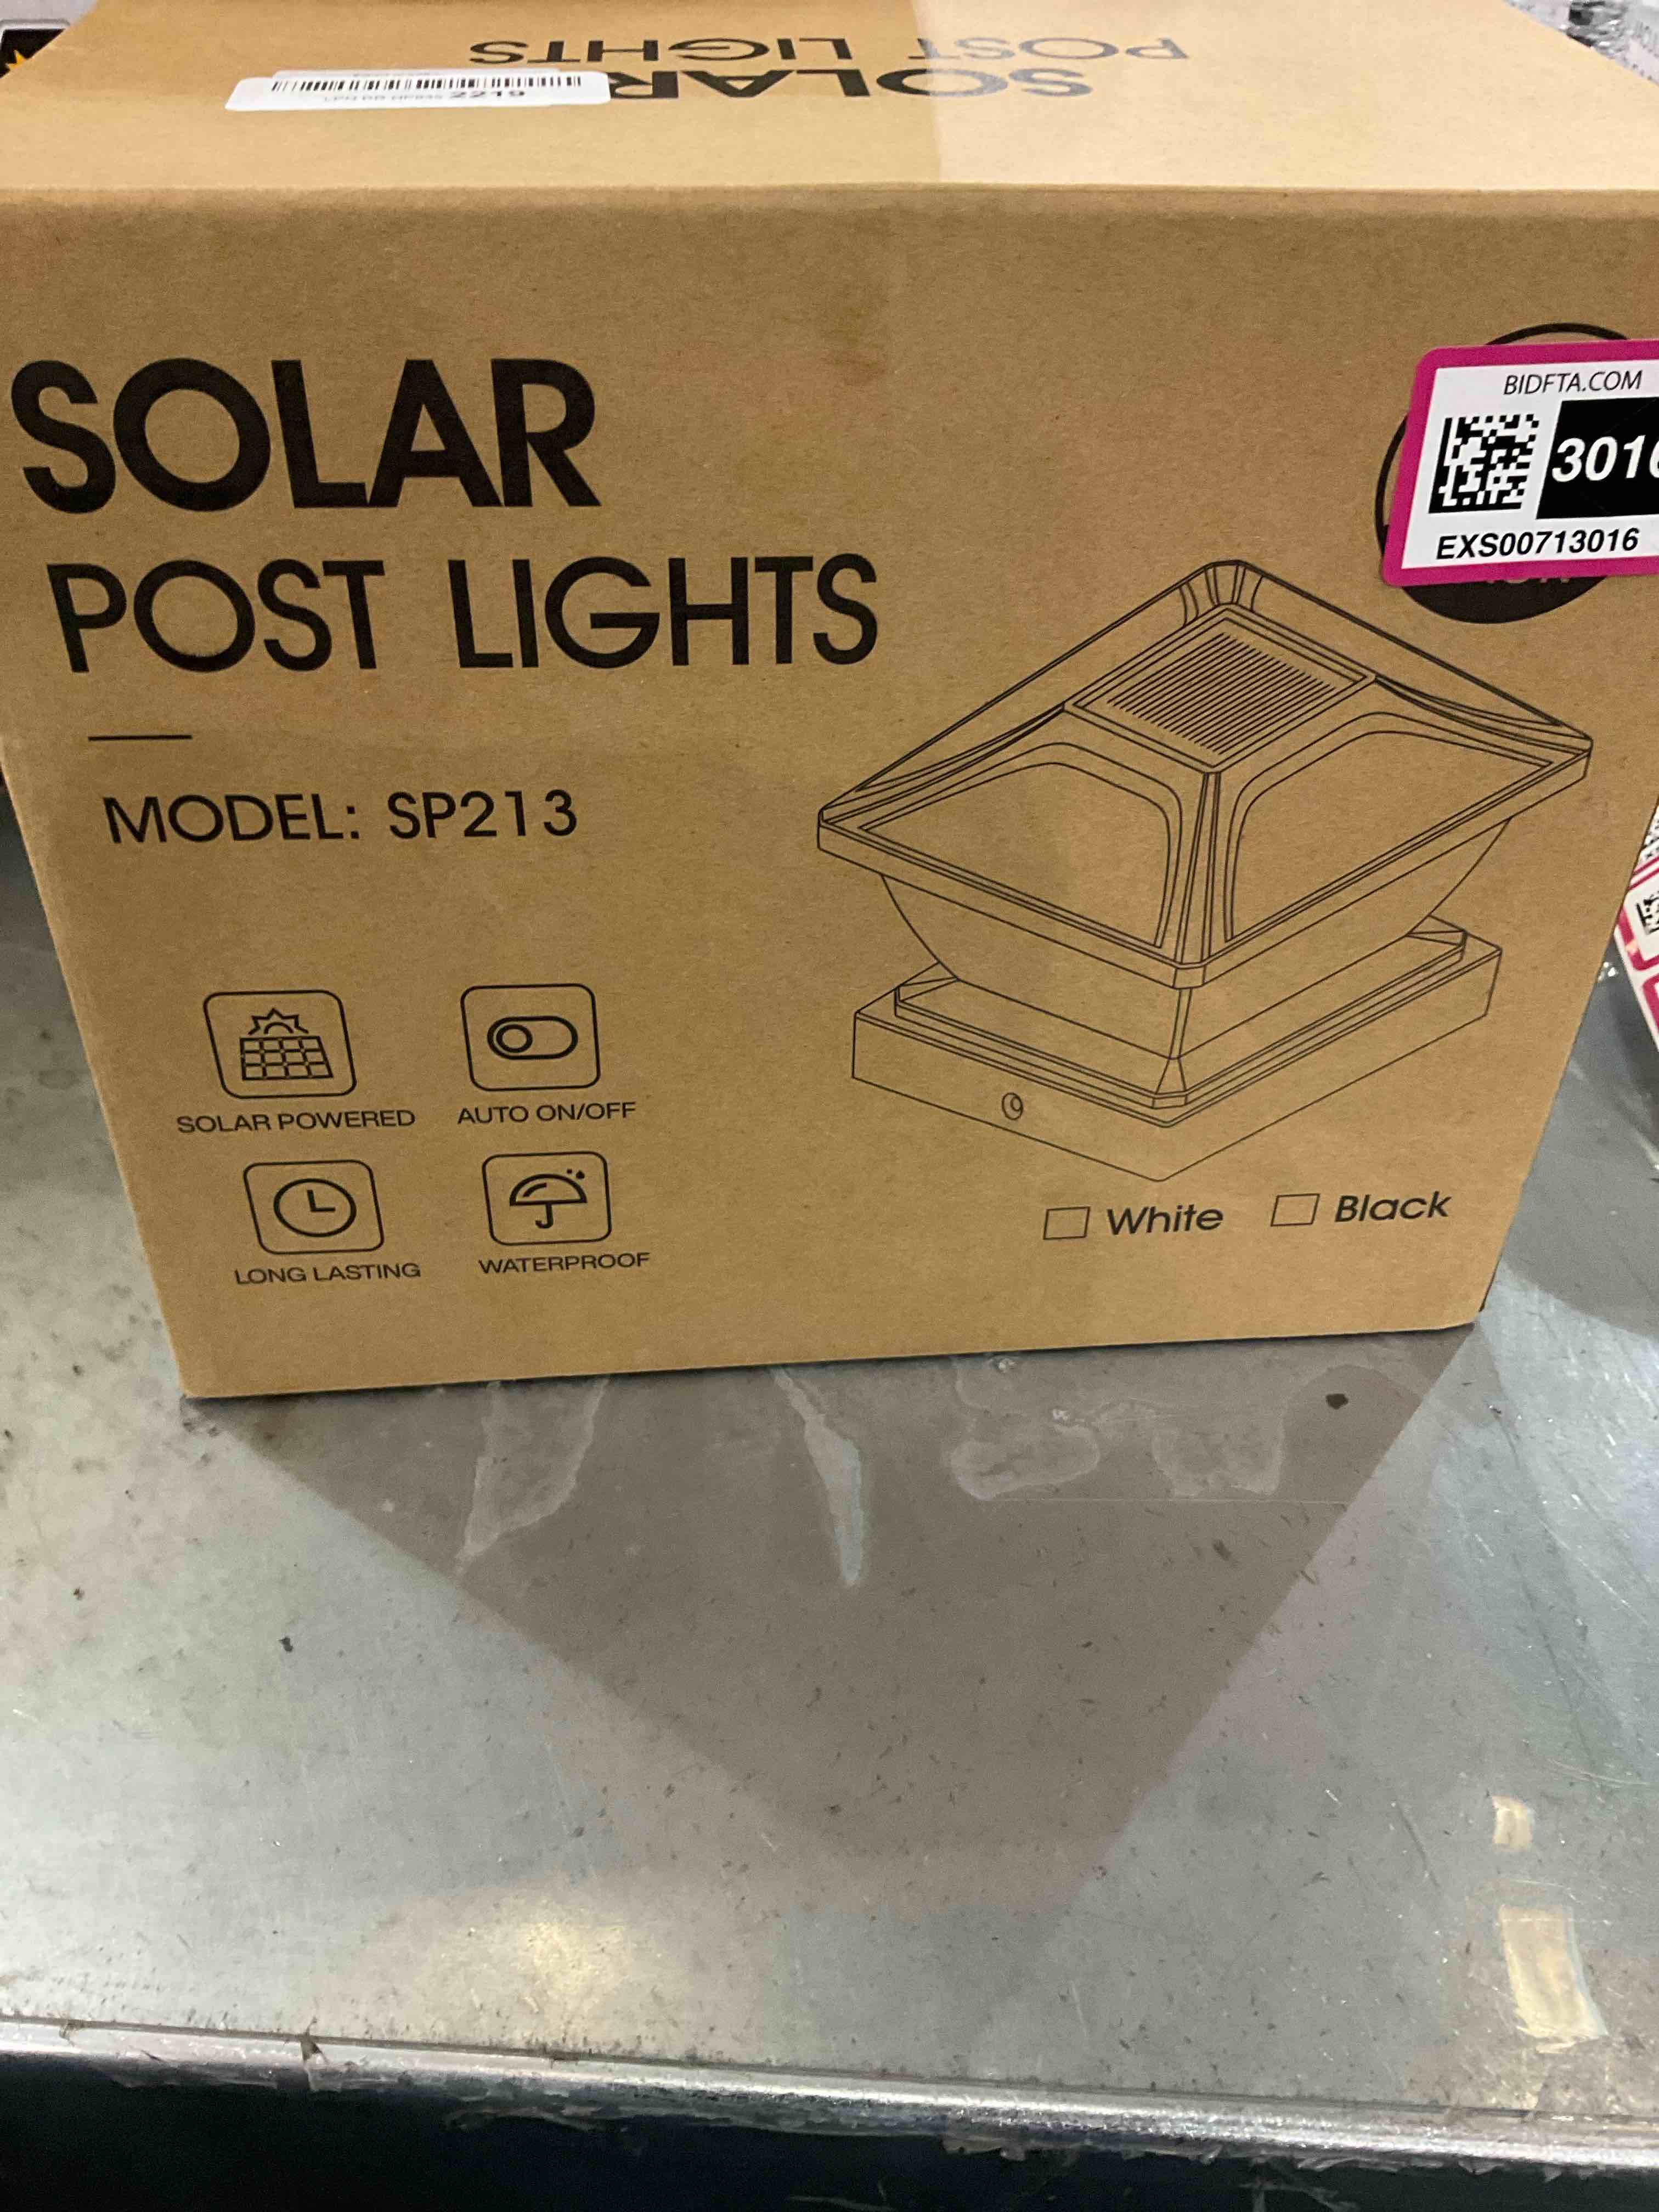 SOLAR
POST LIGHTS
2219
SOLAR
POST LIGHTS
MODEL: SP213
BIDFTA.COM
EXS00713016
SOLAR POWERED
AUTO ON/OFF
LONG LASTING
WATERPROOF
White
Black